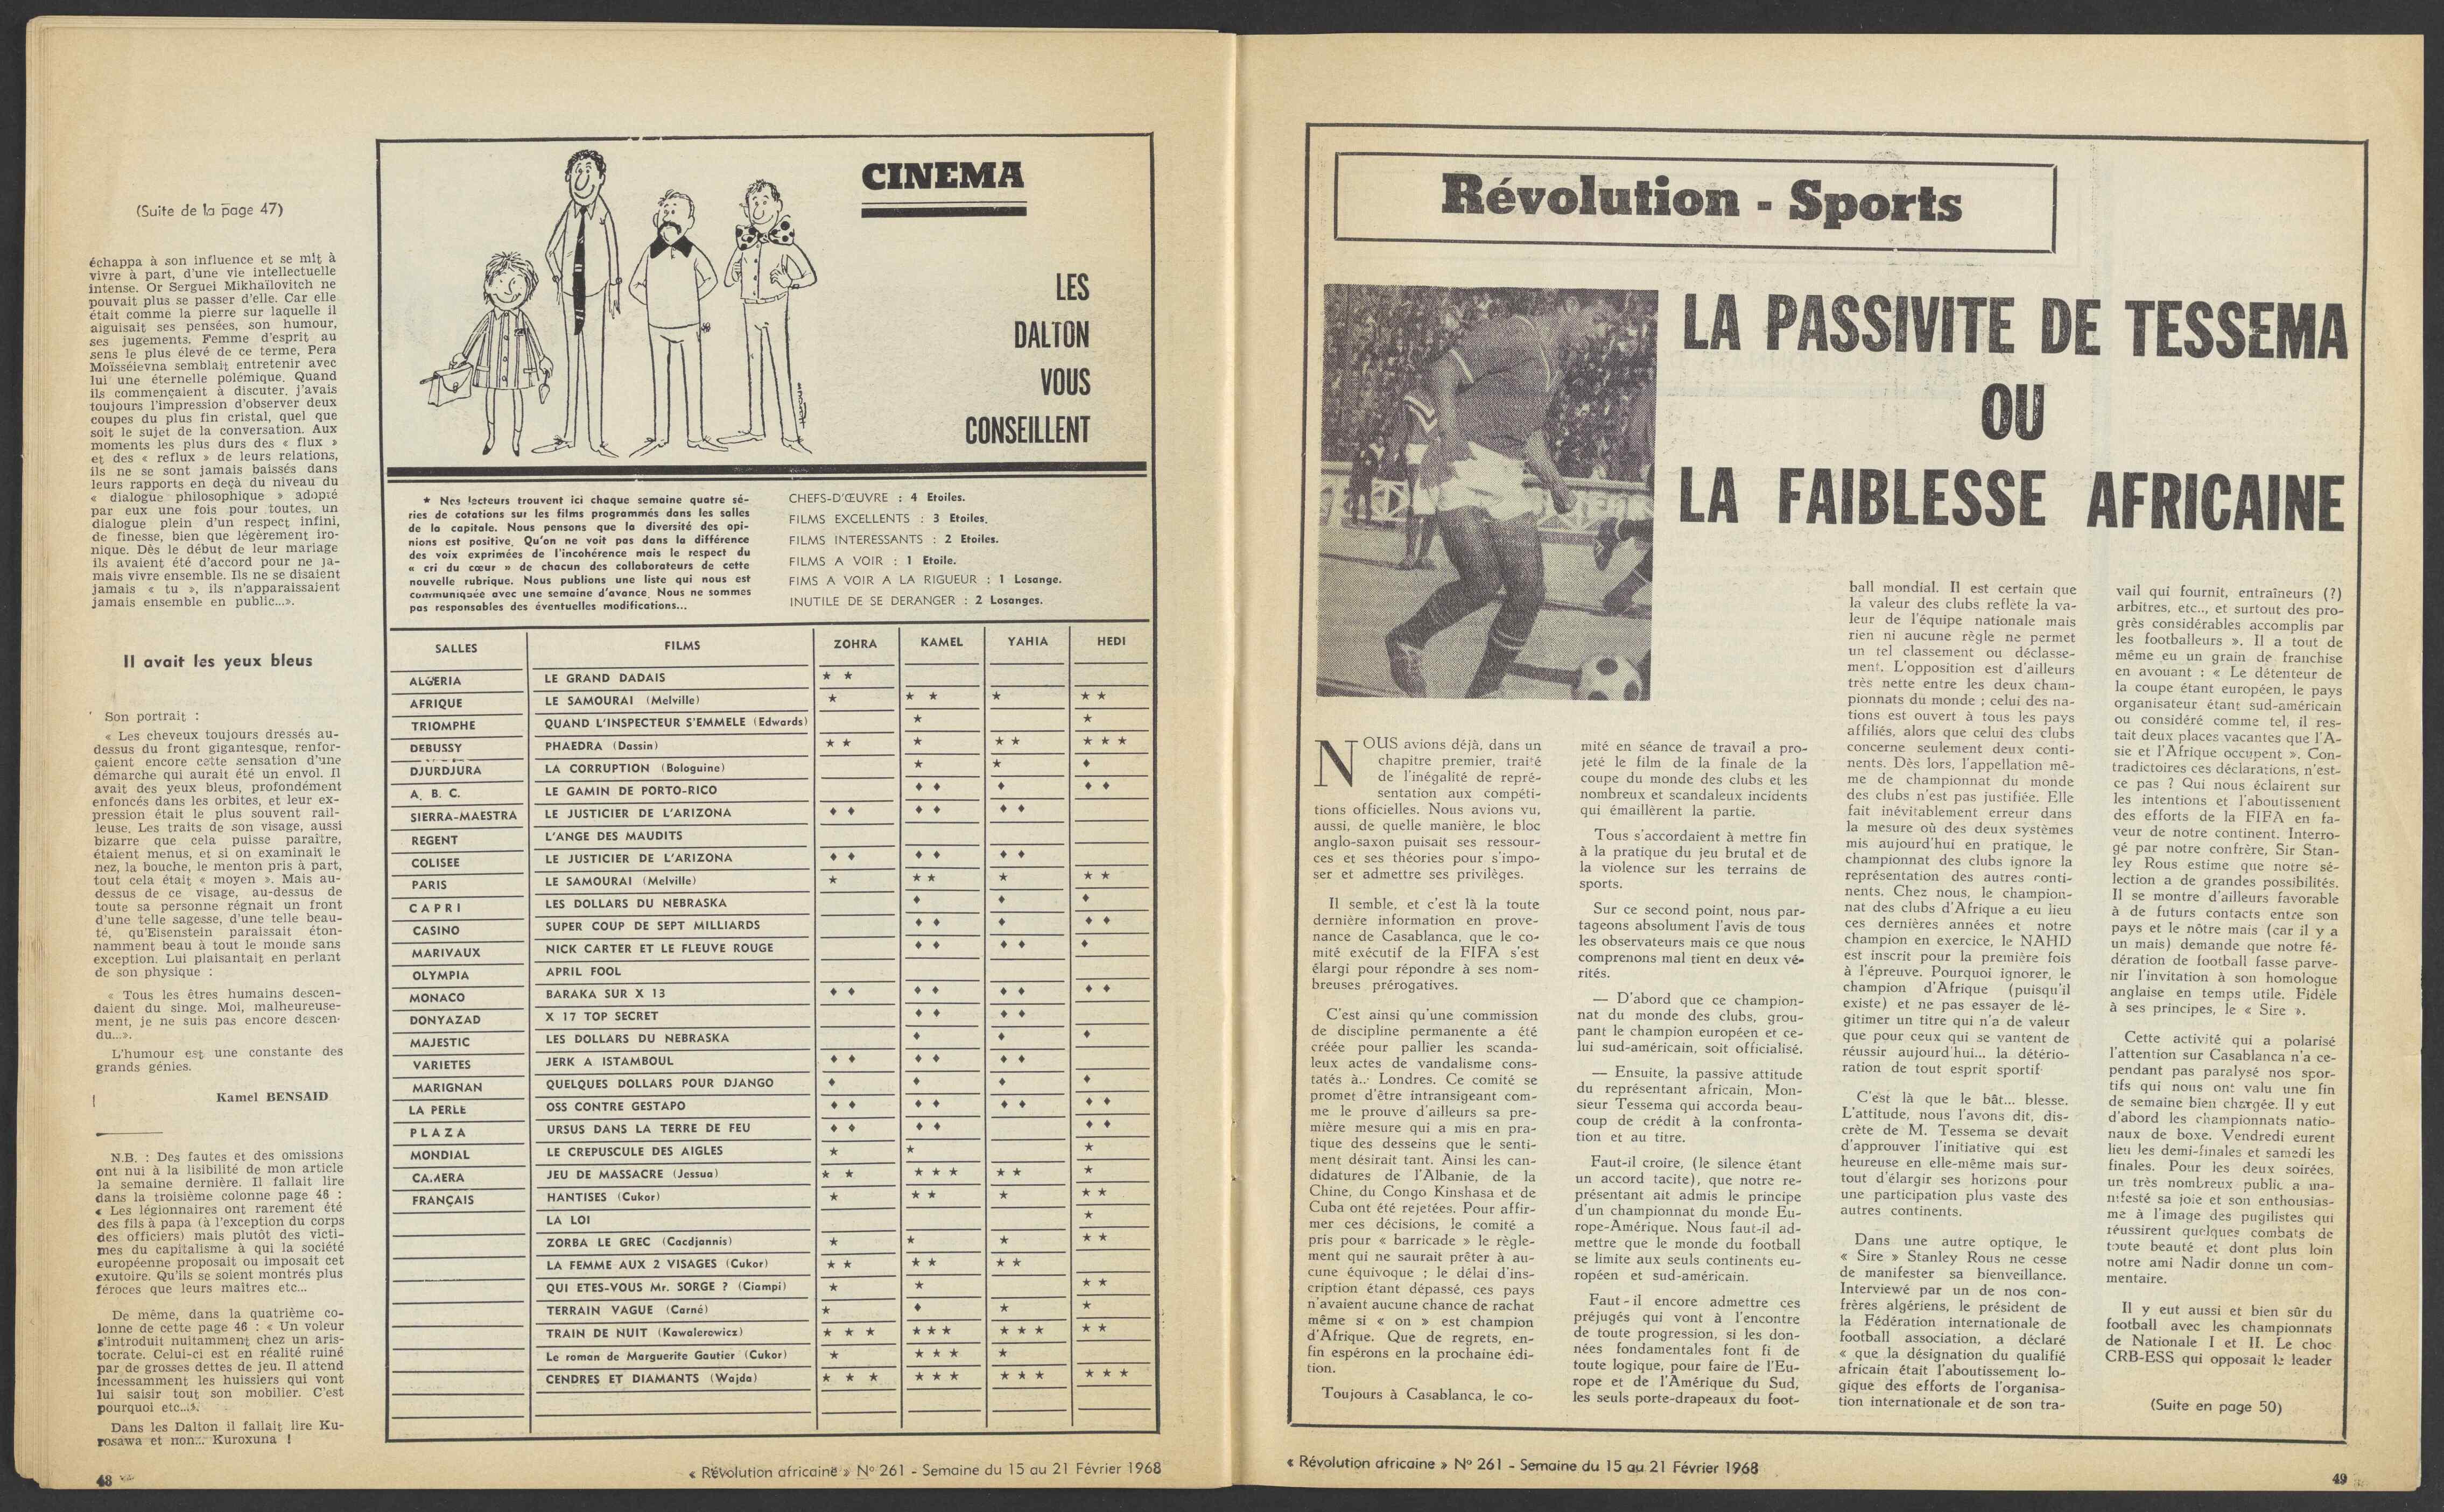 (Suite de la page 47)
échappa à son influence et se mit à
vivre à part, d'une vie intellectuelle
intense. Or Serguei Mikhaïlovitch ne
pouvait plus se passer d'elle. Car elle
était comme la pierre sur laquelle il
aiguisait ses pensées, son humour,
ses jugements. Femme d'esprit au
sens le plus élevé de ce terme, Pera
Moïsséievna semblait entretenir avec
lui une éternelle polémique. Quand
ils commençaient à discuter, j'avais
toujours l'impression d'observer deux
coupes du plus fin cristal, quel que
soit le sujet de la conversation. Aux
moments les plus durs des « flux »
et des « reflux » de leurs relations,
ils ne se sont jamais baissés dans
leurs rapports en deçà du niveau du
« dialogue philosophique » adopté
par eux une fois pour toutes, un
dialogue plein d'un respect infini,
de finesse, bien que légèrement iro-
nique. Dès le début de leur mariage
ils avaient été d'accord pour ne ja-
mais vivre ensemble. Ils ne se disaient
jamais « tu », ils n'apparaissaient
jamais ensemble en public...».
Il avait les yeux bleus
Son portrait :
« Les cheveux toujours dressés au-
dessus du front gigantesque, renfor-
çaient encore cette sensation d'une
démarche qui aurait été un envol. Il
avait des yeux bleus, profondément
enfoncés dans les orbites, et leur ex-
pression était le plus souvent rail-
leuse. Les traits de son visage, aussi
bizarre que cela puisse paraître,
étaient menus, et si on examinait le
nez, la bouche, le menton pris à part,
tout cela était « moyen ». Mais au-
dessus de ce visage, au-dessus de
toute sa personne régnait un front
d'une telle sagesse, d'une telle beau-
té, qu'Eisenstein paraissait éton-
namment beau à tout le monde sans
exception. Lui plaisantait en perlant
de son physique :
« Tous les êtres humains descen-
daient du singe. Moi, malheureuse-
ment, je ne suis pas encore descen-
du...».
L'humour est une constante des
grands génies.
Kamel BENSAID
N.B. : Des fautes et des omissions
ont nui à la lisibilité de mon article
la semaine dernière. Il fallait lire
dans la troisième colonne page 46 :
« Les légionnaires ont rarement été
des fils à papa (à l'exception du corps
des officiers) mais plutôt des victi-
mes du capitalisme à qui la société
européenne proposait ou imposait cet
exutoire. Qu'ils se soient montrés plus
féroces que leurs maîtres etc...
De même, dans la quatrième co-
lonne de cette page 46 : « Un voleur
s'introduit nuitamment chez un aris-
tocrate. Celui-ci est en réalité ruiné
par de grosses dettes de jeu. Il attend
incessamment les huissiers qui vont
lui saisir tout son mobilier. C'est
pourquoi etc...».
Dans les Dalton il fallait lire Ku-
rosawa et non... Kuroxuna !
48
CINEMA
LES
DALTON
VOUS
CONSEILLENT
★ Nos lecteurs trouvent ici chaque semaine quatre sé-
ries de cotations sur les films programmés dans les salles
de la capitale. Nous pensons que la diversité des opi-
nions est positive. Qu'on ne voit pas dans la différence
des voix exprimées de l'incohérence mais le respect du
« cri du cœur » de chacun des collaborateurs de cette
nouvelle rubrique. Nous publions une liste qui nous est
communiquée avec une semaine d'avance. Nous ne sommes
pas responsables des éventuelles modifications...
CHEFS-D'ŒUVRE : 4 Etoiles.
FILMS EXCELLENTS : 3 Etoiles.
FILMS INTERESSANTS : 2 Etoiles.
FILMS A VOIR : 1 Etoile.
FIMS A VOIR A LA RIGUEUR : 1 Losange.
INUTILE DE SE DERANGER : 2 Losanges.
SALLES FILMS ZOHRA KAMEL YAHIA HEDI
ALGERIA LE GRAND DADAIS ★ ★
AFRIQUE LE SAMOURAI (Melville) ★ ★ ★ ★ ★ ★
TRIOMPHE QUAND L'INSPECTEUR S'EMMELE (Edwards) ★ ★
DEBUSSY PHAEDRA (Dassin) ★ ★ ★ ★ ★ ★ ★ ★
DJURDJURA LA CORRUPTION (Bologuine) ★ ★ ♦
A. B. C. LE GAMIN DE PORTO-RICO ♦ ♦ ♦ ♦ ♦
SIERRA-MAESTRA LE JUSTICIER DE L'ARIZONA ♦ ♦ ♦ ♦ ♦ ♦
REGENT L'ANGE DES MAUDITS
COLISEE LE JUSTICIER DE L'ARIZONA ♦ ♦ ♦ ♦ ♦ ♦
PARIS LE SAMOURAI (Melville) ★ ★ ★ ★ ★ ★
CAPRI LES DOLLARS DU NEBRASKA ♦ ♦ ♦
CASINO SUPER COUP DE SEPT MILLIARDS ♦ ♦ ♦ ♦ ♦
MARIVAUX NICK CARTER ET LE FLEUVE ROUGE ♦ ♦ ♦ ♦ ♦
OLYMPIA APRIL FOOL
MONACO BARAKA SUR X 13 ♦ ♦ ♦ ♦ ♦ ♦ ♦ ♦
DONYAZAD X 17 TOP SECRET ♦ ♦ ♦ ♦
MAJESTIC LES DOLLARS DU NEBRASKA ♦ ♦ ♦
VARIETES JERK A ISTAMBOUL ♦ ♦ ♦ ♦ ♦ ♦
MARIGNAN QUELQUES DOLLARS POUR DJANGO ♦ ♦ ♦ ♦
LA PERLE OSS CONTRE GESTAPO ♦ ♦ ♦ ♦ ♦ ♦ ♦ ♦
PLAZA URSUS DANS LA TERRE DE FEU ♦ ♦ ♦ ♦ ♦ ♦
MONDIAL LE CREPUSCULE DES AIGLES ★ ★ ★
CAMERA JEU DE MASSACRE (Jessua) ★ ★ ★ ★ ★ ★ ★ ★
FRANÇAIS HANTISES (Cukor) ★ ★ ★ ★ ★ ★
LA LOI ★
ZORBA LE GREC (Cacdjannis) ★ ★ ★ ★ ★
LA FEMME AUX 2 VISAGES (Cukor) ★ ★ ★ ★ ★ ★
QUI ETES-VOUS Mr. SORGE ? (Ciampi) ★ ★ ★ ★
TERRAIN VAGUE (Carné) ★ ♦ ★ ★
TRAIN DE NUIT (Kawalerowicz) ★ ★ ★ ★ ★ ★ ★ ★ ★ ★ ★
Le roman de Marguerite Gautier (Cukor) ★ ★ ★ ★ ★
CENDRES ET DIAMANTS (Wajda) ★ ★ ★ ★ ★ ★ ★ ★ ★ ★ ★ ★
« Révolution africaine » N° 261 - Semaine du 15 au 21 Février 1968
Révolution - Sports
LA PASSIVITE DE TESSEMA
OU
LA FAIBLESSE AFRICAINE
NOUS avions déjà, dans un
chapitre premier, traité
de l'inégalité de repré-
sentation aux compéti-
tions officielles. Nous avions vu,
aussi, de quelle manière, le bloc
anglo-saxon puisait ses ressour-
ces et ses théories pour s'impo-
ser et admettre ses privilèges.
Il semble, et c'est là la toute
dernière information en prove-
nance de Casablanca, que le co-
mité exécutif de la FIFA s'est
élargi pour répondre à ses nom-
breuses prérogatives.
C'est ainsi qu'une commission
de discipline permanente a été
créée pour pallier les scanda-
leux actes de vandalisme cons-
tatés à... Londres. Ce comité se
promet d'être intransigeant com-
me le prouve d'ailleurs sa pre-
mière mesure qui a mis en pra-
tique des desseins que le senti-
ment désirait tant. Ainsi les can-
didatures de l'Albanie, de la
Chine, du Congo Kinshasa et de
Cuba ont été rejetées. Pour affir-
mer ces décisions, le comité a
pris pour « barricade » le règle-
ment qui ne saurait prêter à au-
cune équivoque : le délai d'ins-
cription étant dépassé, ces pays
n'avaient aucune chance de rachat
même si « on » est champion
d'Afrique. Que de regrets, en-
fin espérons en la prochaine édi-
tion.
Toujours à Casablanca, le co-
mité en séance de travail a pro-
jeté le film de la finale de la
coupe du monde des clubs et les
nombreux et scandaleux incidents
qui émaillèrent la partie.
Tous s'accordaient à mettre fin
à la pratique du jeu brutal et de
la violence sur les terrains de
sports.
Sur ce second point, nous par-
tageons absolument l'avis de tous
les observateurs mais ce que nous
comprenons mal tient en deux vé-
rités.
— D'abord que ce champion-
nat du monde des clubs, grou-
pant le champion européen et ce-
lui sud-américain, soit officialisé.
— Ensuite, la passive attitude
du représentant africain, Mon-
sieur Tessema qui accorda beau-
coup de crédit à la confronta-
tion et au titre.
Faut-il croire, (le silence étant
un accord tacite), que notre re-
présentant ait admis le principe
d'un championnat du monde Eu-
rope-Amérique. Nous faut-il ad-
mettre que le monde du football
se limite aux seuls continents eu-
ropéen et sud-américain.
Faut-il encore admettre ces
préjugés qui vont à l'encontre
de toute progression, si les don-
nées fondamentales font fi de
toute logique, pour faire de l'Eu-
rope et de l'Amérique du Sud,
les seuls porte-drapeaux du foot-
ball mondial. Il est certain que
la valeur des clubs reflète la va-
leur de l'équipe nationale mais
rien ni aucune règle ne permet
un tel classement ou déclasse-
ment. L'opposition est d'ailleurs
très nette entre les deux cham-
pionnats du monde ; celui des na-
tions est ouvert à tous les pays
affiliés, alors que celui des clubs
concerne seulement deux conti-
nents. Dès lors, l'appellation mê-
me de championnat du monde
des clubs n'est pas justifiée. Elle
fait inévitablement erreur dans
la mesure où des deux systèmes
mis aujourd'hui en pratique, le
championnat des clubs ignore la
représentation des autres conti-
nents. Chez nous, le champion-
nat des clubs d'Afrique a eu lieu
ces dernières années et notre
champion en exercice, le NAHD
est inscrit pour la première fois
à l'épreuve. Pourquoi ignorer, le
champion d'Afrique (puisqu'il
existe) et ne pas essayer de lé-
gitimer un titre qui n'a de valeur
que pour ceux qui se vantent de
réussir aujourd'hui... la détério-
ration de tout esprit sportif.
C'est là que le bât... blesse.
L'attitude, nous l'avons dit, dis-
crète de M. Tessema se devait
d'approuver l'initiative qui est
heureuse en elle-même mais sur-
tout d'élargir ses horizons pour
une participation plus vaste des
autres continents.
Dans une autre optique, le
« Sire » Stanley Rous ne cesse
de manifester sa bienveillance.
Interviewé par un de nos con-
frères algériens, le président de
la Fédération internationale de
football association, a déclaré
« que la désignation du qualifié
africain était l'aboutissement lo-
gique des efforts de l'organisa-
tion internationale et de son tra-
vail qui fournit, entraîneurs (?)
arbitres, etc.., et surtout des pro-
grès considérables accomplis par
les footballeurs ». Il a tout de
même eu un grain de franchise
en avouant : « Le détenteur de
la coupe étant européen, le pays
organisateur étant sud-américain
ou considéré comme tel, il res-
tait deux places vacantes que l'A-
sie et l'Afrique occupent ». Con-
tradictoires ces déclarations, n'est-
ce pas ? Qui nous éclairent sur
les intentions et l'aboutissement
des efforts de la FIFA en fa-
veur de notre continent. Interro-
gé par notre confrère, Sir Stan-
ley Rous estime que notre sé-
lection a de grandes possibilités.
Il se montre d'ailleurs favorable
à de futurs contacts entre son
pays et le nôtre mais (car il y a
un mais) demande que notre fé-
dération de football fasse parve-
nir l'invitation à son homologue
anglaise en temps utile. Fidèle
à ses principes, le « Sire ».
Cette activité qui a polarisé
l'attention sur Casablanca n'a ce-
pendant pas paralysé nos spor-
tifs qui nous ont valu une fin
de semaine bien chargée. Il y eut
d'abord les championnats natio-
naux de boxe. Vendredi eurent
lieu les demi-finales et samedi les
finales. Pour les deux soirées,
un très nombreux public a ma-
nifesté sa joie et son enthousias-
me à l'image des pugilistes qui
réussirent quelques combats de
toute beauté et dont plus loin
notre ami Nadir donne un com-
mentaire.
Il y eut aussi et bien sûr du
football avec les championnats
de Nationale I et II. Le choc
CRB-ESS qui opposait le leader
(Suite en page 50)
« Révolution africaine » N° 261 - Semaine du 15 au 21 Février 1968
49